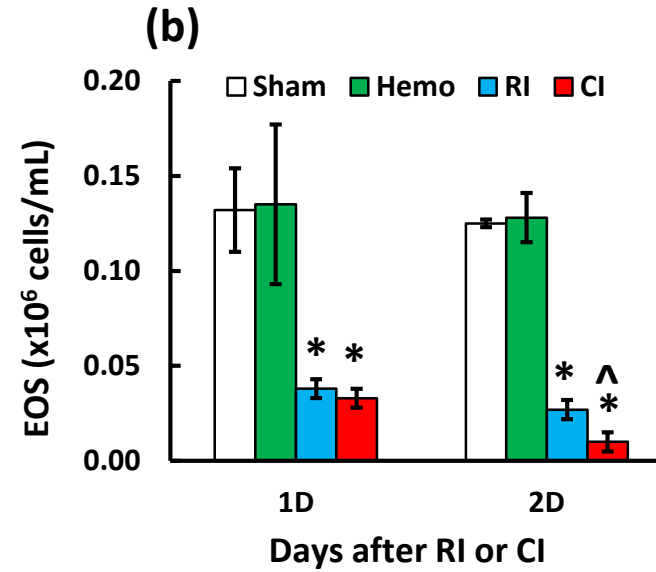 (b)
Sham Hemo RI CI
EOS (x10⁶ cells/mL)
0.20
0.15
0.10
0.05
0.00
* *
* ^
*
1D 2D
Days after RI or CI